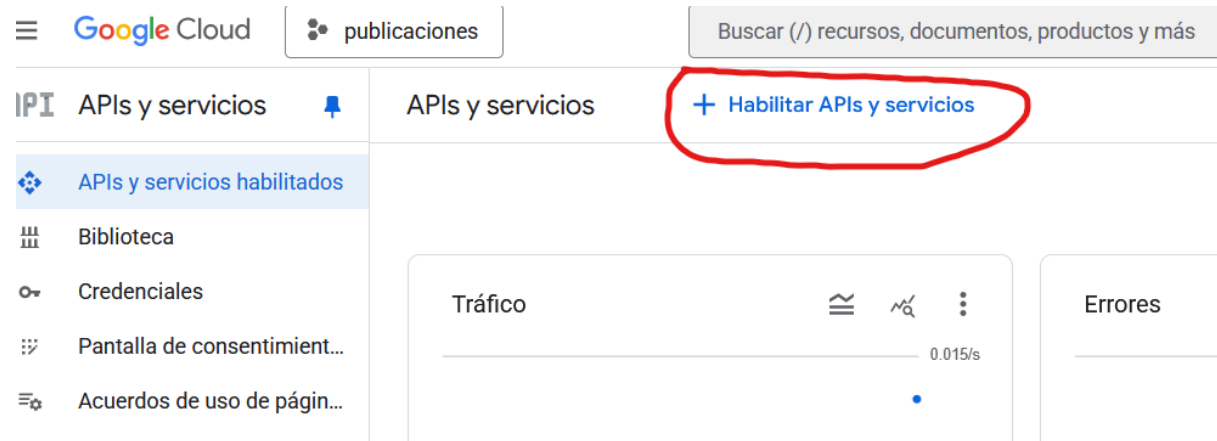 Google Cloud
publicaciones
Buscar (/) recursos, documentos, productos y más
API
APIs y servicios
APIs y servicios
+ Habilitar APIs y servicios
APIs y servicios habilitados
Biblioteca
Credenciales
Pantalla de consentimient...
Acuerdos de uso de págin...
Tráfico
0.015/s
Errores